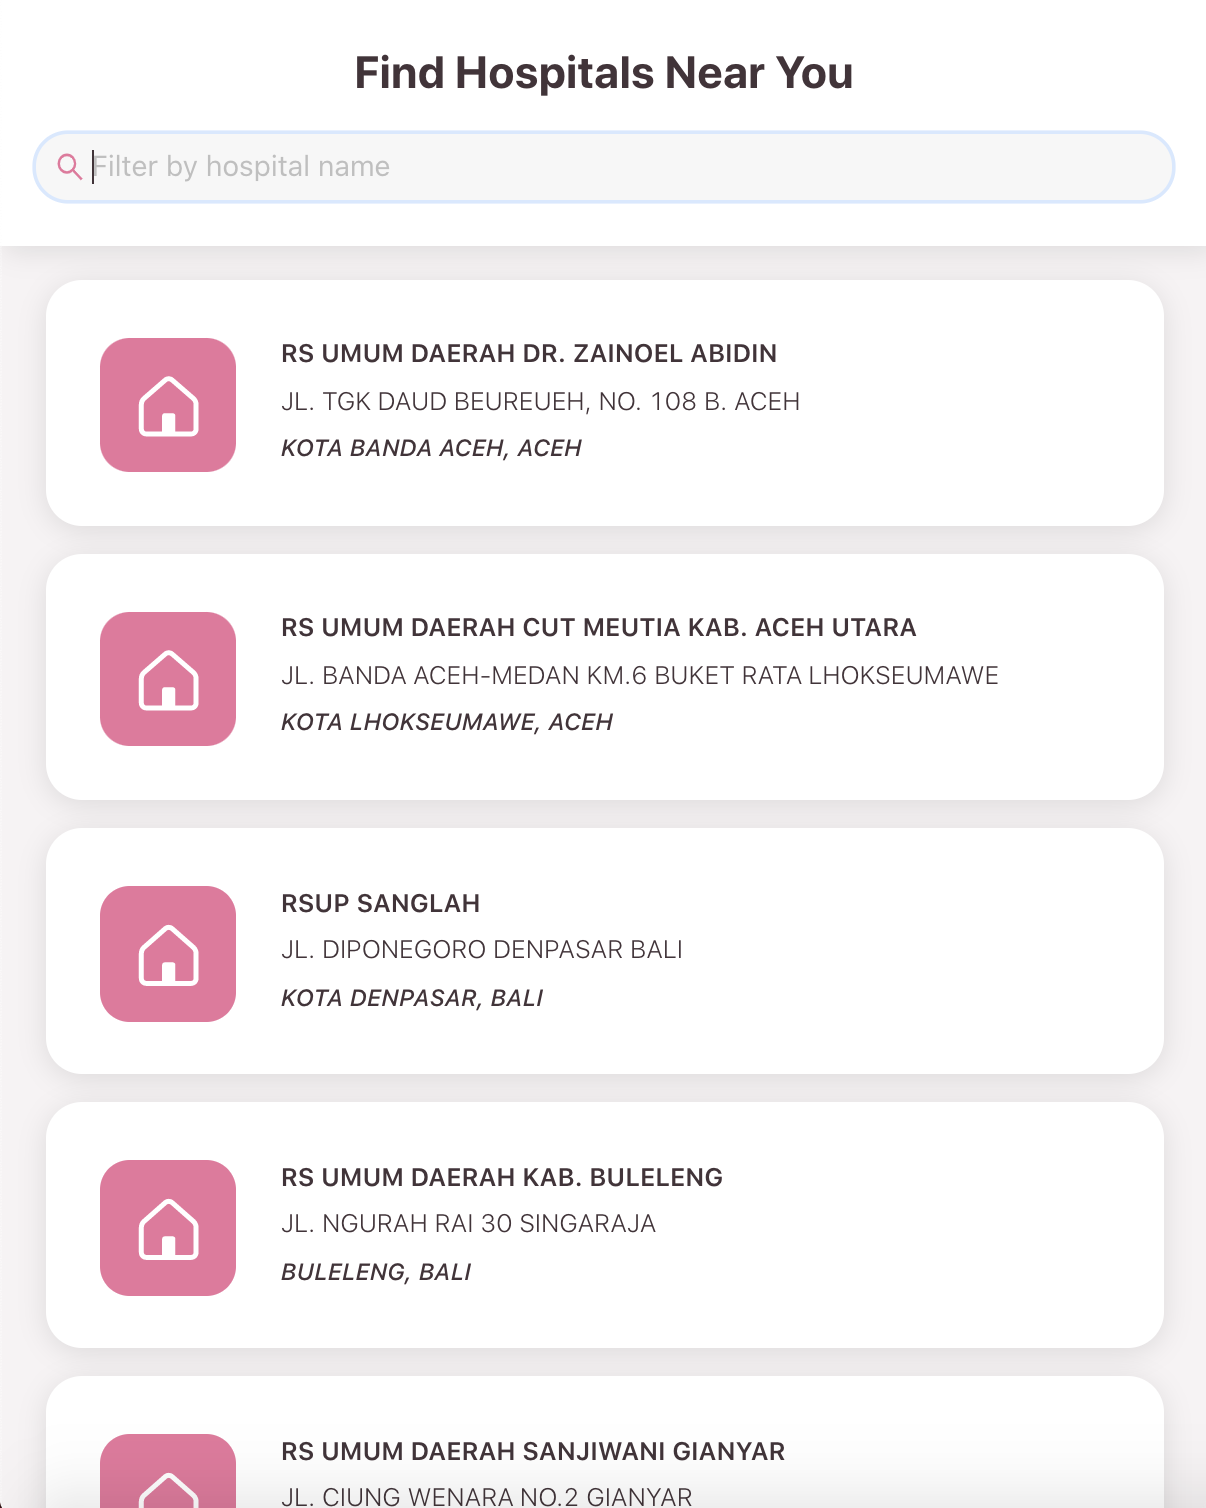 Find Hospitals Near You
Filter by hospital name
RS UMUM DAERAH DR. ZAINOEL ABIDIN
JL. TGK DAUD BEUREUEH, NO. 108 B. ACEH
KOTA BANDA ACEH, ACEH
RS UMUM DAERAH CUT MEUTIA KAB. ACEH UTARA
JL. BANDA ACEH-MEDAN KM.6 BUKET RATA LHOKSEUMAWE
KOTA LHOKSEUMAWE, ACEH
RSUP SANGLAH
JL. DIPONEGORO DENPASAR BALI
KOTA DENPASAR, BALI
RS UMUM DAERAH KAB. BULELENG
JL. NGURAH RAI 30 SINGARAJA
BULELENG, BALI
RS UMUM DAERAH SANJIWANI GIANYAR
JL. CIUNG WENARA NO.2 GIANYAR